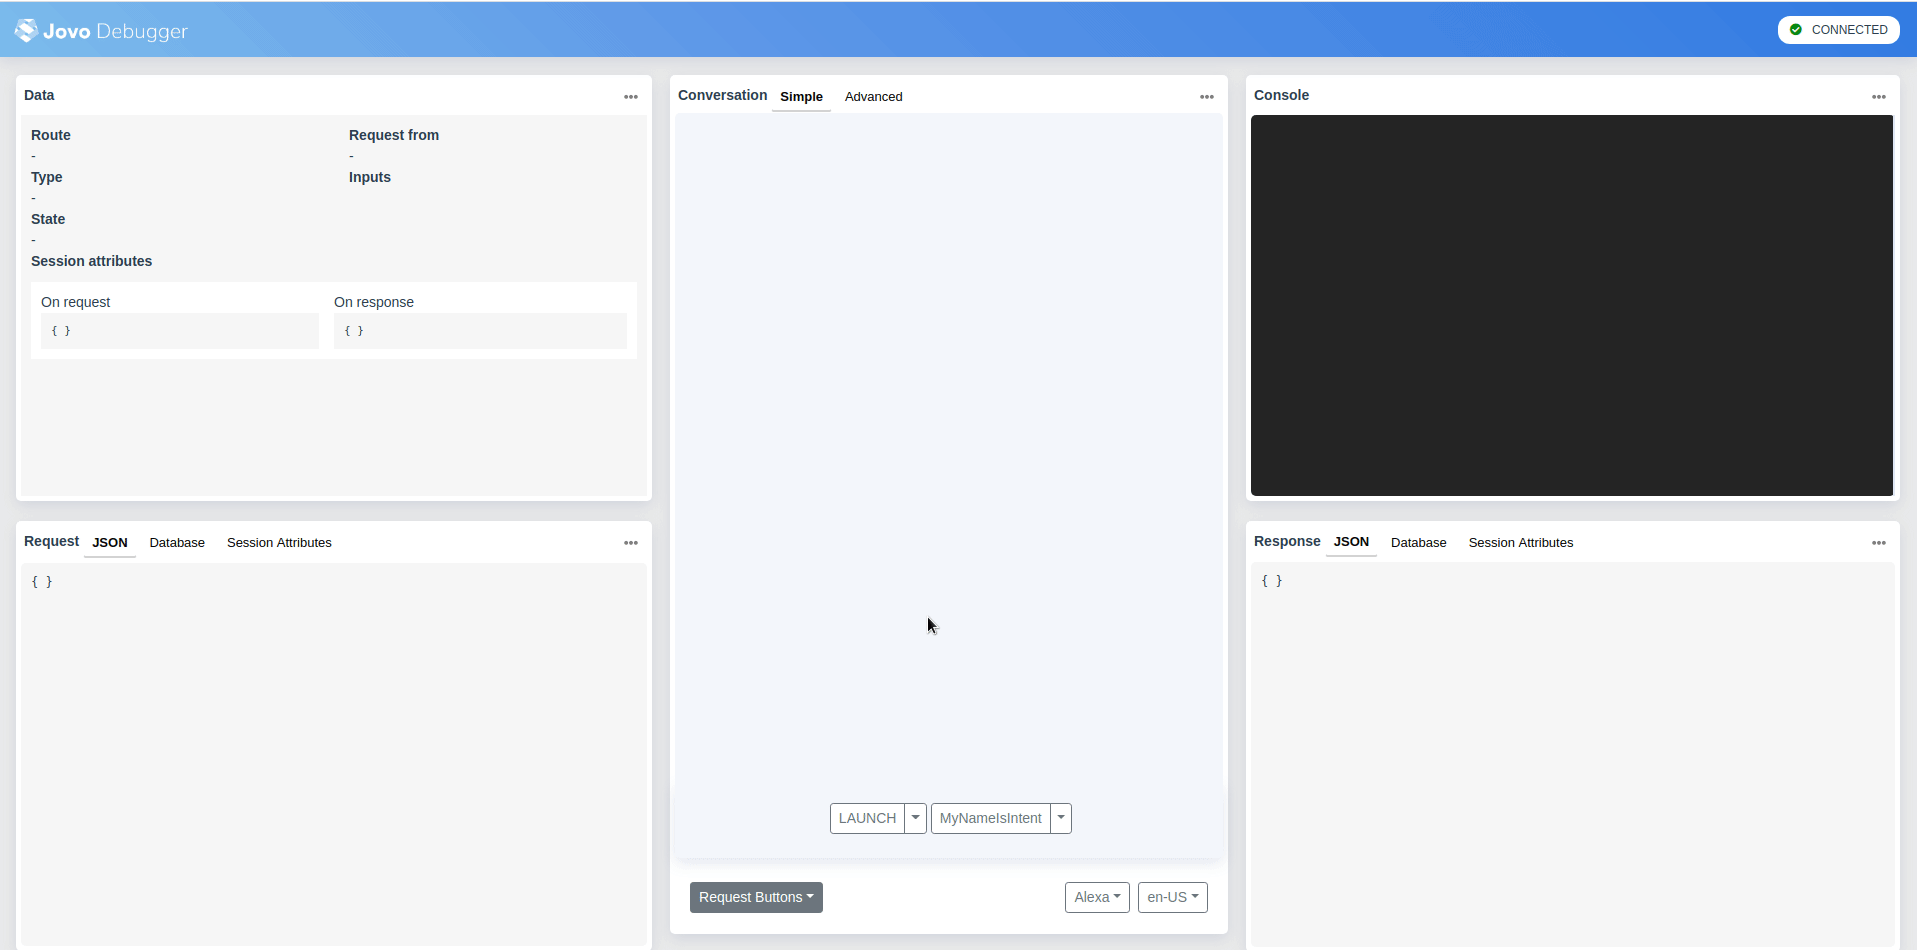 Jovo Debugger
CONNECTED
Data
Route
-
Request from
-
Type
-
Inputs
State
-
Session attributes
On request
{ }
On response
{ }
Conversation Simple Advanced
LAUNCH MyNameIsIntent
Request Buttons Alexa en-US
Console
Request JSON Database Session Attributes
{ }
Response JSON Database Session Attributes
{ }